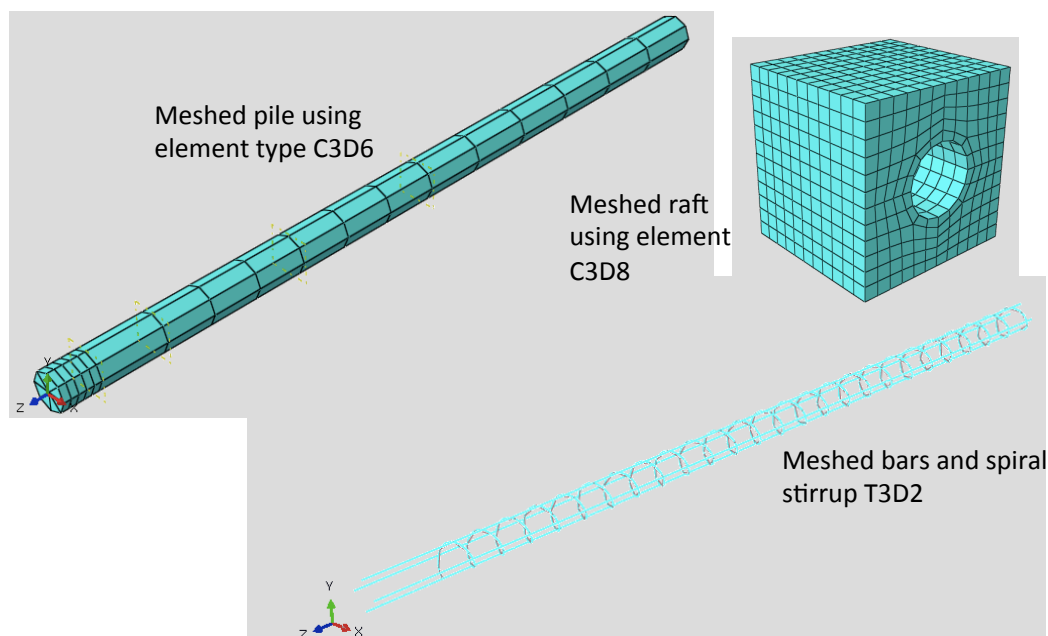 Meshed pile using
element type C3D6
Meshed raft
using element
C3D8
Meshed bars and spiral
stirrup T3D2
Y
Z
X
Y
Z
X